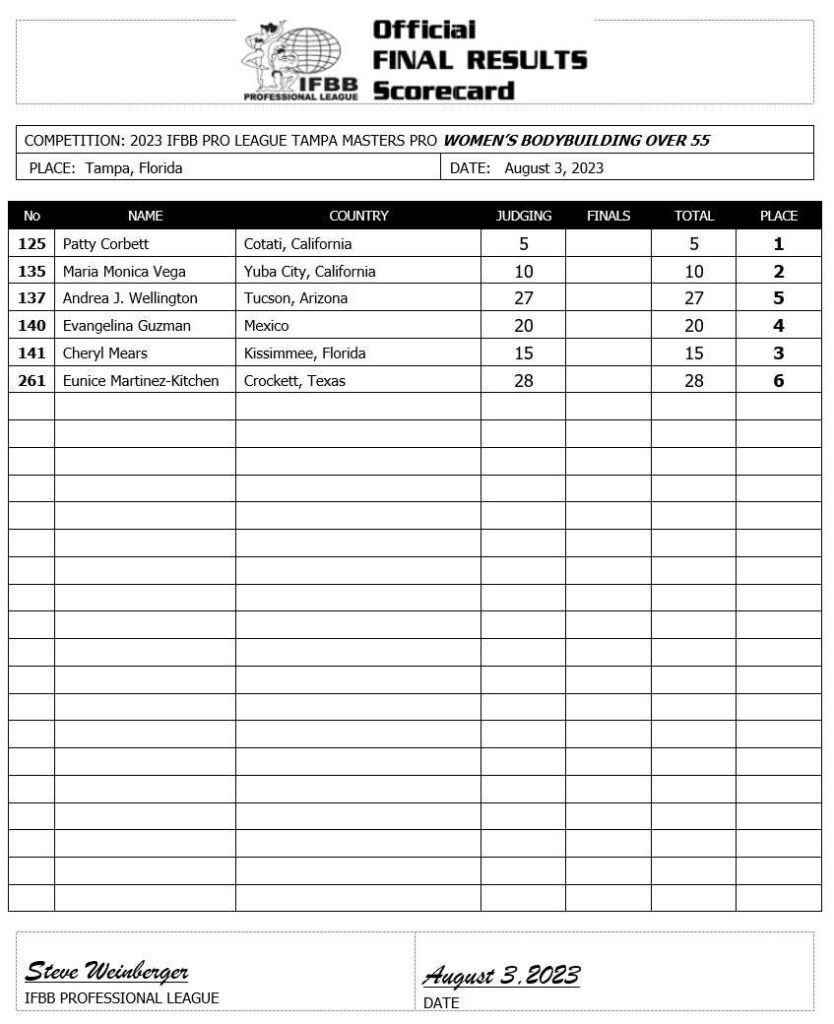 Official
FINAL RESULTS
Scorecard
IFBB
PROFESSIONAL LEAGUE
COMPETITION: 2023 IFBB PRO LEAGUE TAMPA MASTERS PRO WOMEN'S BODYBUILDING OVER 55
PLACE: Tampa, Florida DATE: August 3, 2023
No NAME COUNTRY JUDGING FINALS TOTAL PLACE
125 Patty Corbett Cotati, California 5 5 1
135 Maria Monica Vega Yuba City, California 10 10 2
137 Andrea J. Wellington Tucson, Arizona 27 27 5
140 Evangelina Guzman Mexico 20 20 4
141 Cheryl Mears Kissimmee, Florida 15 15 3
261 Eunice Martinez-Kitchen Crockett, Texas 28 28 6
Steve Weinberger August 3, 2023
IFBB PROFESSIONAL LEAGUE DATE